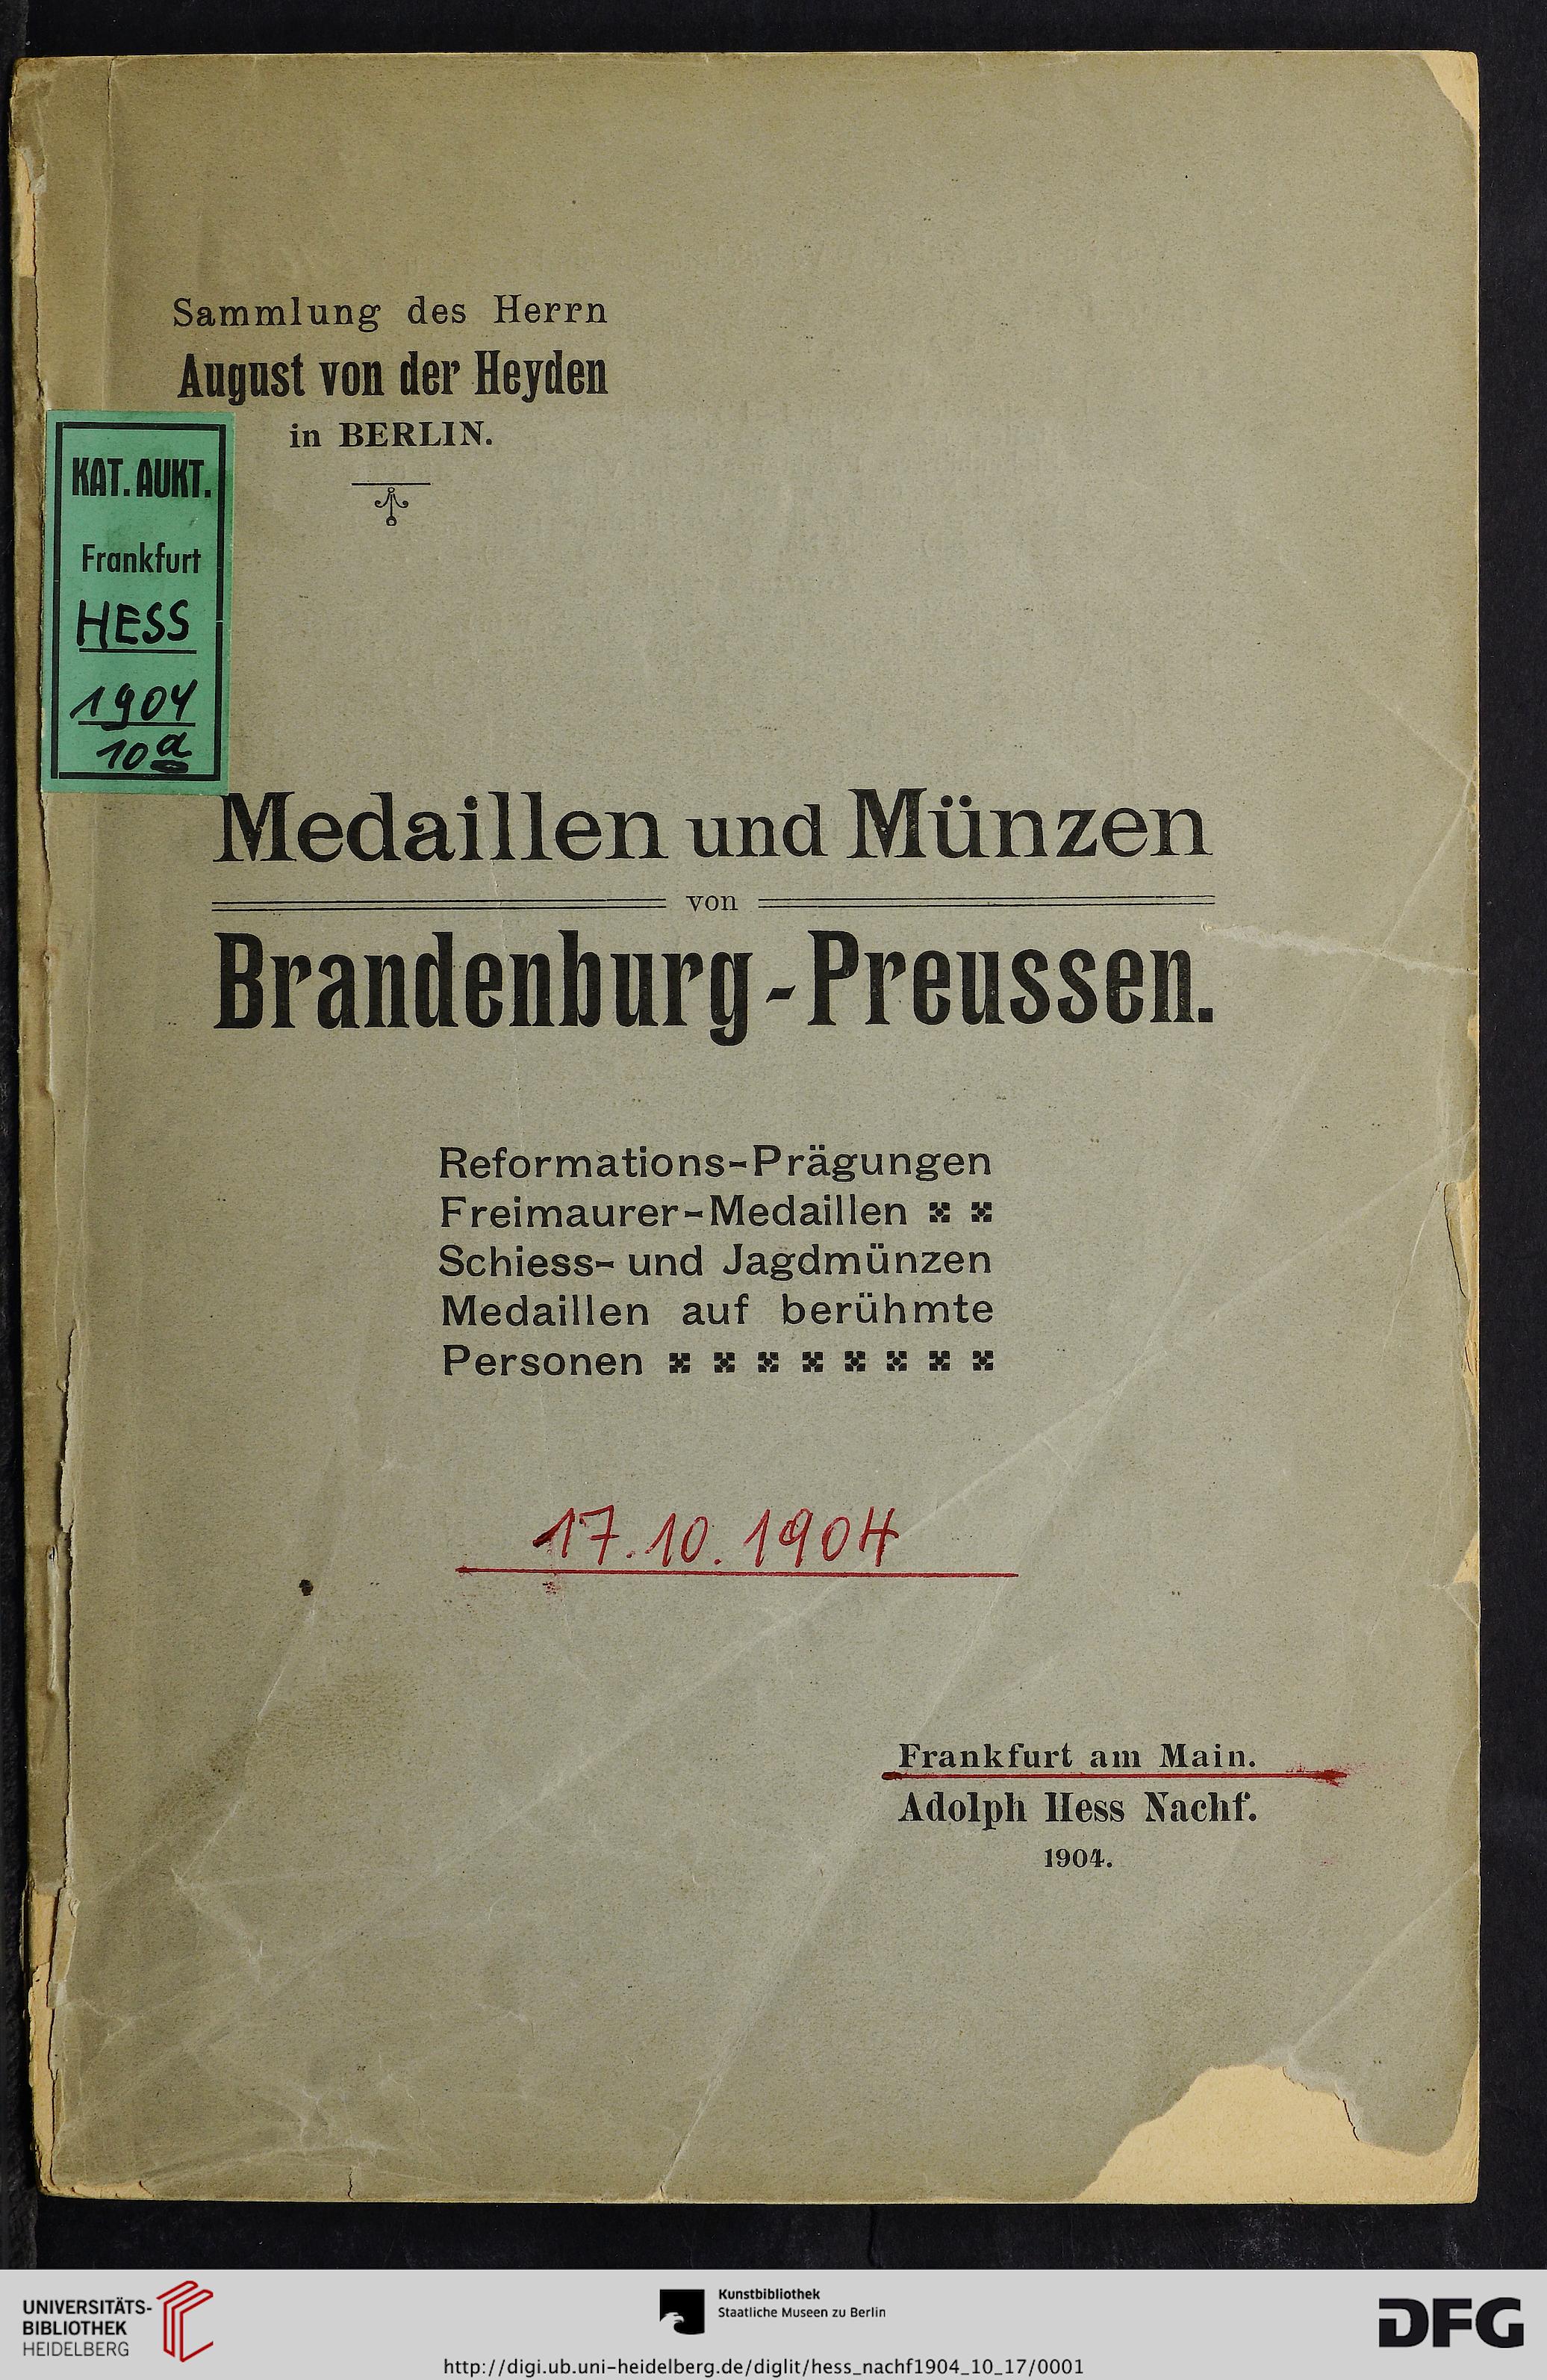 Sammlung des Herrn
August von der Heyden
in BERLIN.
KAT. AUKT.
Frankfurt
HESS
1904
10 a
Medaillen und Münzen
von
Brandenburg-Preussen.
Reformations-Prägungen
Freimaurer-Medaillen
Schiess- und Jagdmünzen
Medaillen auf berühmte
Personen
17.10.1904
Frankfurt am Main.
Adolph Hess Nachf.
1904.
UNIVERSITÄTS-
BIBLIOTHEK
HEIDELBERG
Kunstbibliothek
Staatliche Museen zu Berlin
DFG
http://digi.ub.uni-heidelberg.de/diglit/hess_nachf1904_10_17/0001